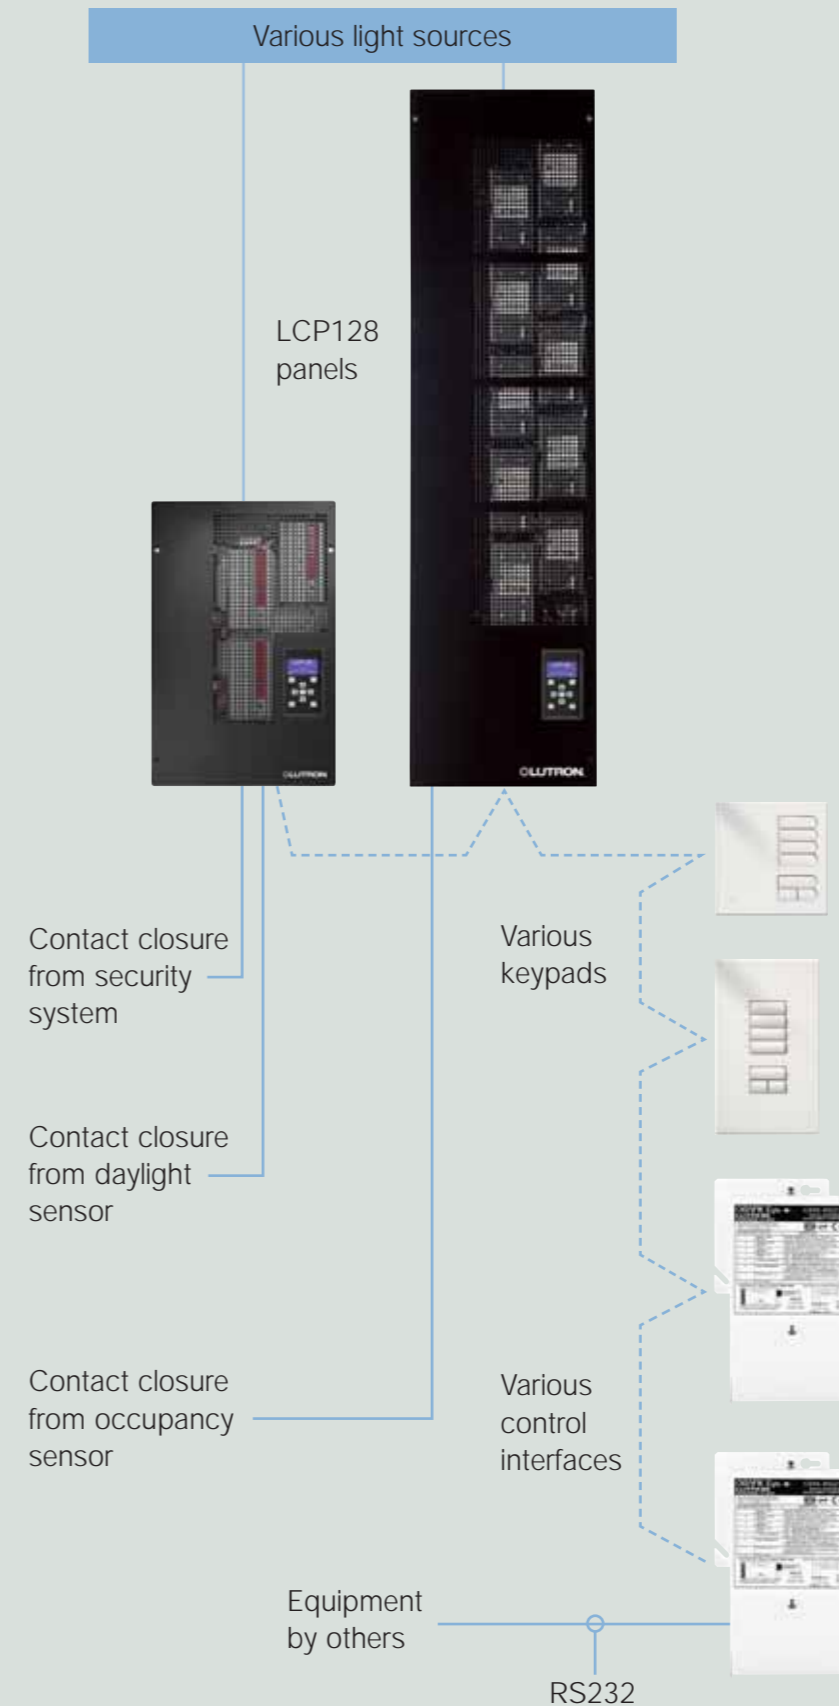 Various light sources
LCP128
panels
LUTRON
LUTRON
Contact closure
from security
system
Various
keypads
Contact closure
from daylight
sensor
Contact closure
from occupancy
sensor
Various
control
interfaces
Equipment
by others
RS232